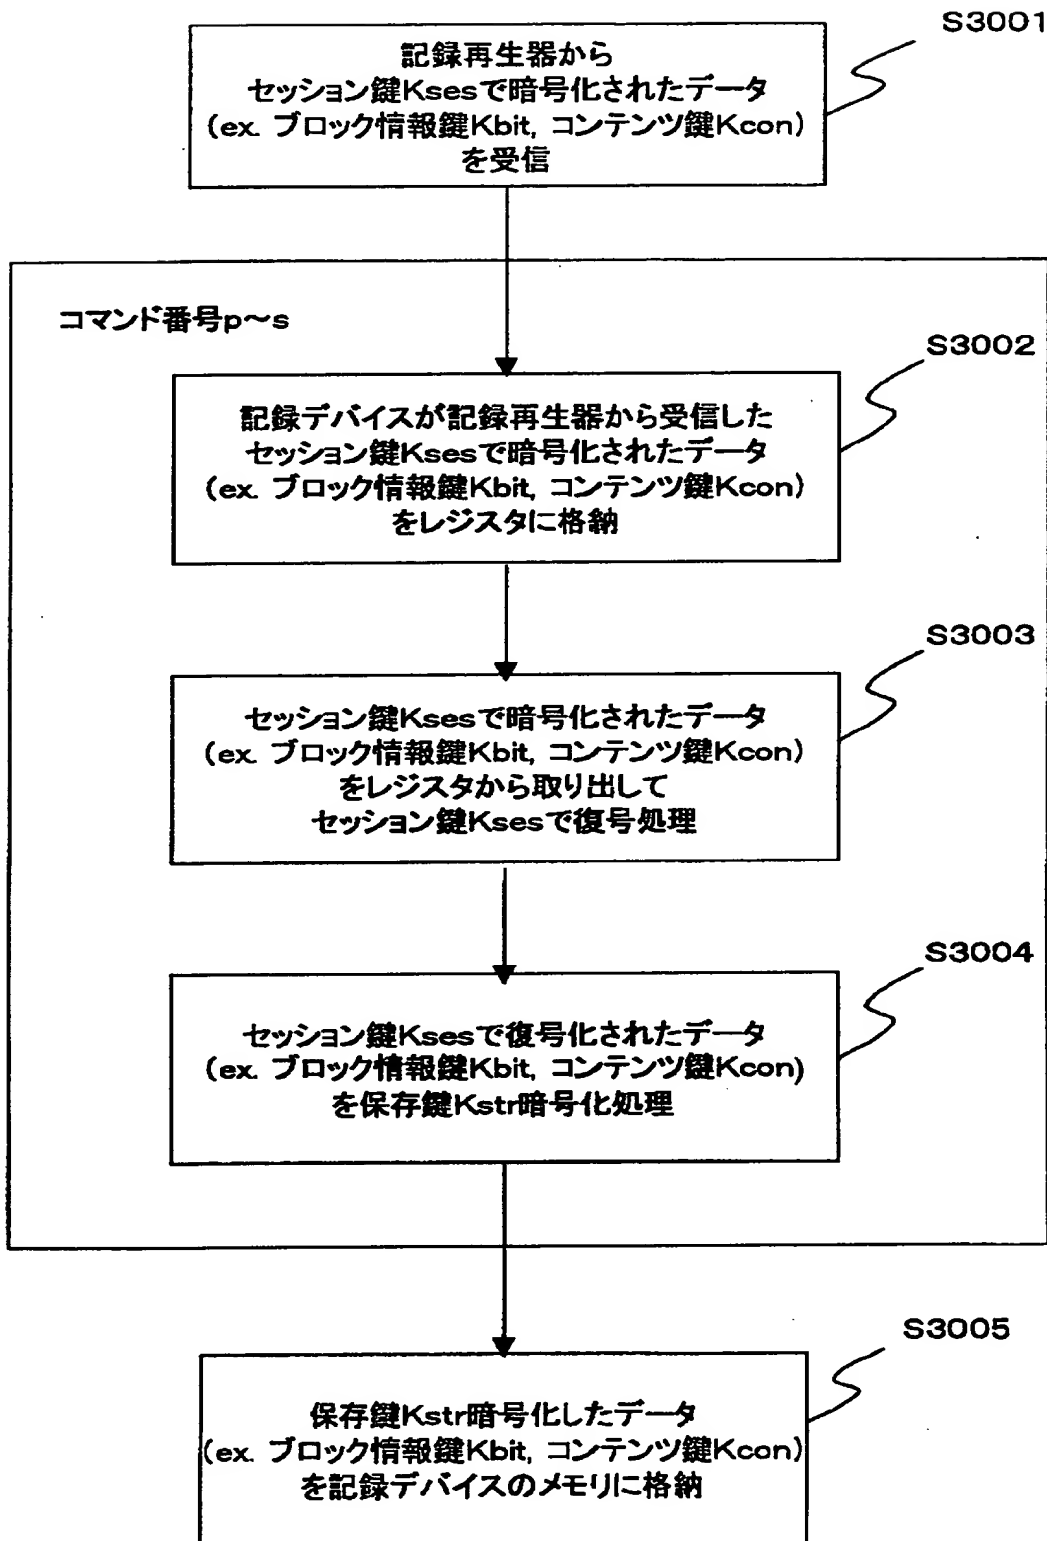 S3001
記録再生器から
セッション鍵Ksesで暗号化されたデータ
(ex. ブロック情報鍵Kbit, コンテンツ鍵Kcon)
を受信
コマンド番号p～s
S3002
記録デバイスが記録再生器から受信した
セッション鍵Ksesで暗号化されたデータ
(ex. ブロック情報鍵Kbit, コンテンツ鍵Kcon)
をレジスタに格納
S3003
セッション鍵Ksesで暗号化されたデータ
(ex. ブロック情報鍵Kbit, コンテンツ鍵Kcon)
をレジスタから取り出して
セッション鍵Ksesで復号処理
S3004
セッション鍵Ksesで復号化されたデータ
(ex. ブロック情報鍵Kbit, コンテンツ鍵Kcon)
を保存鍵Kstr暗号化処理
S3005
保存鍵Kstr暗号化したデータ
(ex. ブロック情報鍵Kbit, コンテンツ鍵Kcon)
を記録デバイスのメモリに格納